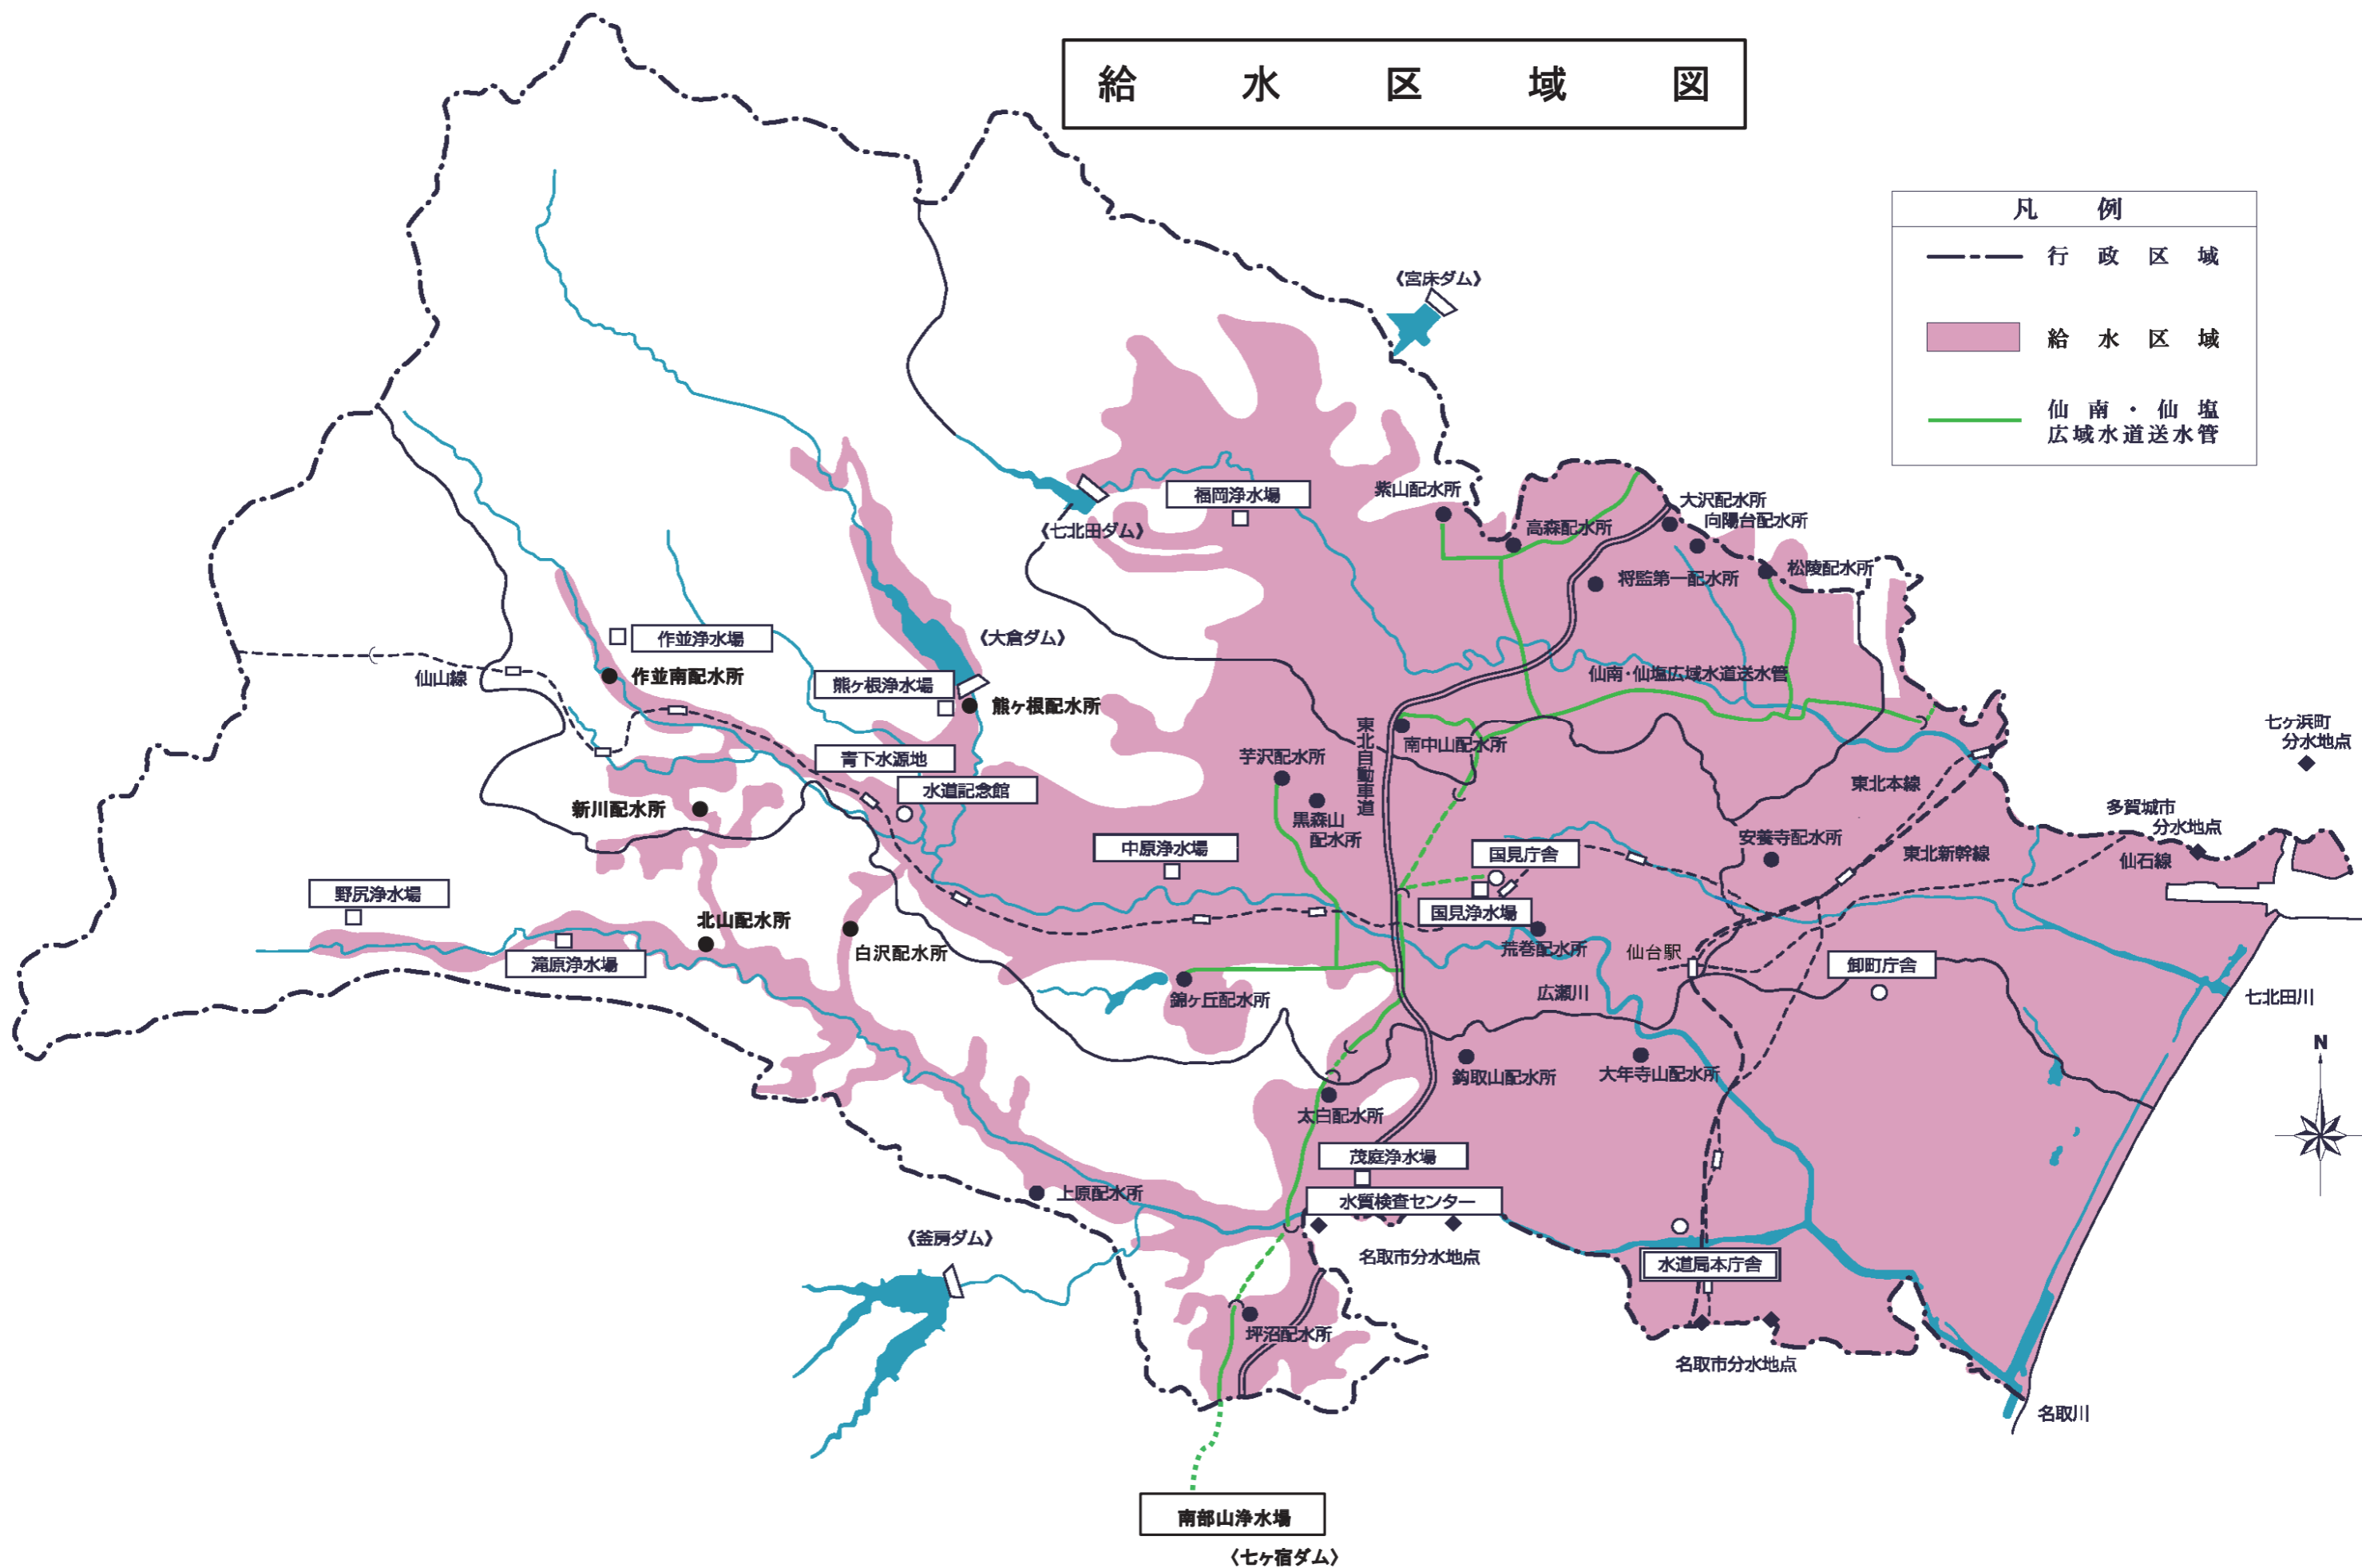 給水区域図
凡例
行政区域
給水区域
仙南・仙塩
広域水道送水管
《宮床ダム》
福岡浄水場
紫山配水所
大沢配水所
向陽台配水所
高森配水所
《七北田ダム》
松陵配水所
将監第一配水所
作並浄水場
《大倉ダム》
仙山線
作並南配水所
熊ヶ根浄水場
仙南・仙塩広域水道送水管
熊ヶ根配水所
東北自動車道
七ヶ浜町
分水地点
南中山配水所
青下水源地
芋沢配水所
水道記念館
東北本線
新川配水所
黒森山
配水所
多賀城市
分水地点
中原浄水場
国見庁舎
安養寺配水所
東北新幹線
仙石線
野尻浄水場
国見浄水場
北山配水所
白沢配水所
荒巻配水所
仙台駅
滝原浄水場
御町庁舎
錦ヶ丘配水所
広瀬川
七北田川
N
鈎取山配水所
大年寺山配水所
太白配水所
茂庭浄水場
上原配水所
水質検査センター
《釜房ダム》
名取市分水地点
水道局本庁舎
坪沼配水所
名取市分水地点
名取川
南部山浄水場
〈七ヶ宿ダム〉